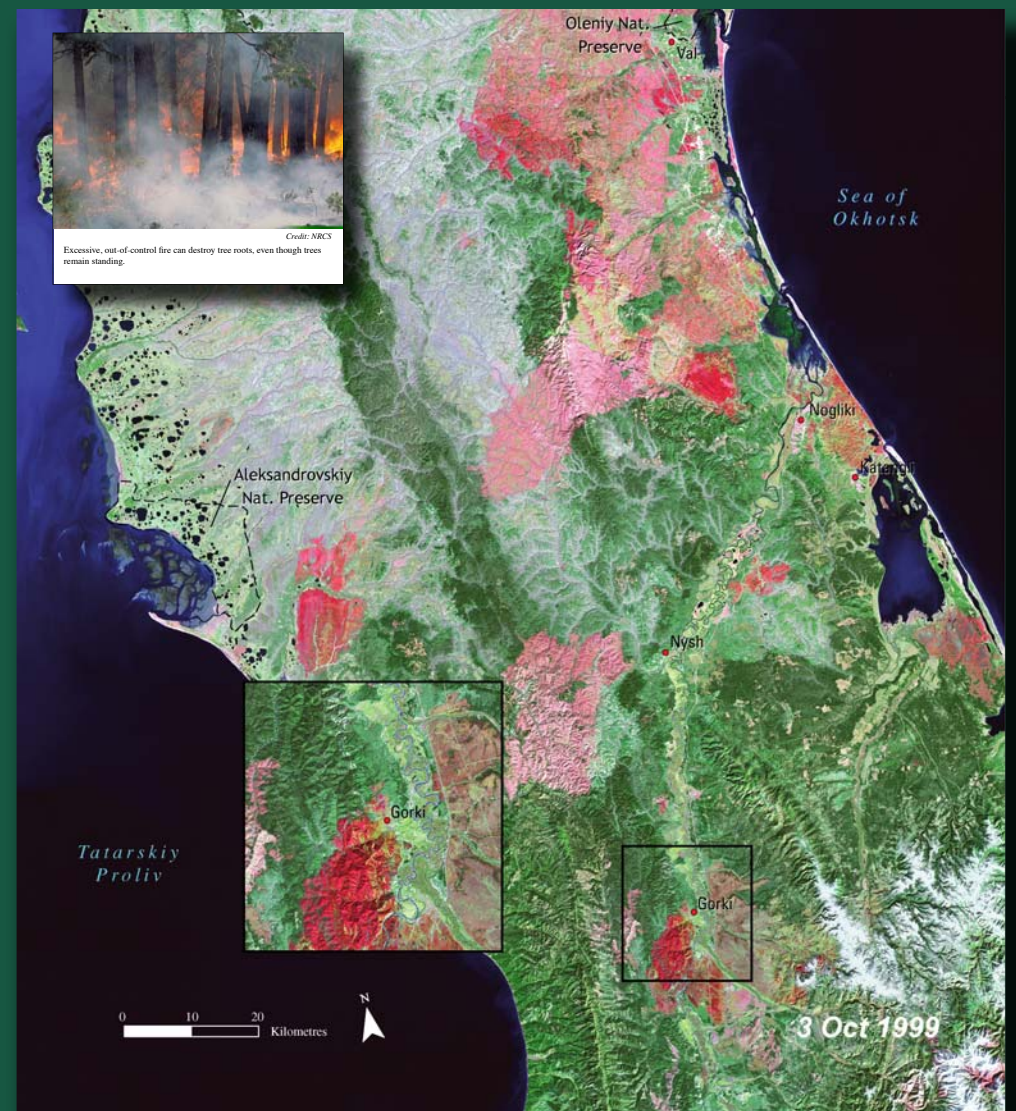 Oleniy Nat.
Preserve
Val
Credit: NRCS
Excessive, out-of-control fire can destroy tree roots, even though trees
remain standing.
Sea of
Okhotsk
Nogliki
Katengli
Aleksandrovskiy
Nat. Preserve
Nysh
Gorki
Tatarskiy
Proliv
Gorki
N
0 10 20
Kilometres
3 Oct 1999